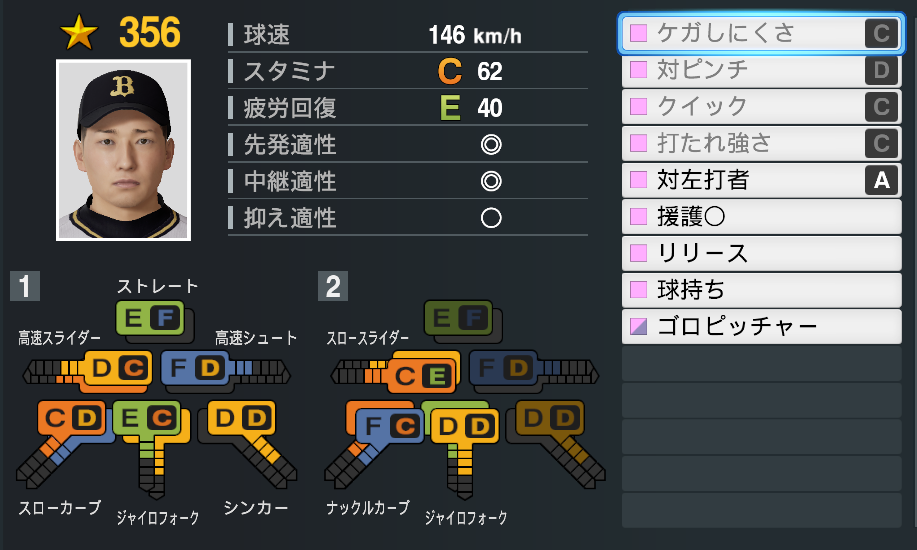 ★ 356
B
球速 146 km/h
スタミナ C 62
疲労回復 E 40
先発適性 ◎
中継適性 ◎
抑え適性 ○
1
ストレート
E F
高速スライダー
D C
高速シュート
F D
C D
スローカーブ
E C
ジャイロフォーク
D D
シンカー
2
E F
スロースライダー
C E
F D
F C
ナックルカーブ
D D
ジャイロフォーク
D D
ケガしにくさ C
対ピンチ D
クイック C
打たれ強さ C
対左打者 A
援護○
リリース
球持ち
ゴロピッチャー